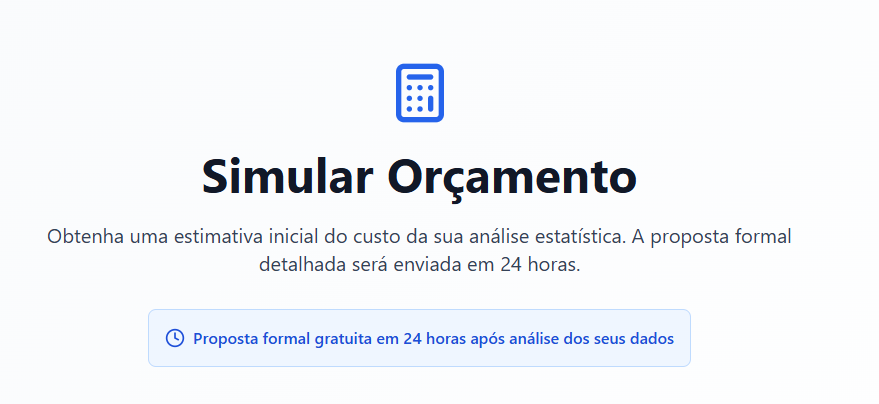 Simular Orçamento
Obtenha uma estimativa inicial do custo da sua análise estatística. A proposta formal
detalhada será enviada em 24 horas.
Proposta formal gratuita em 24 horas após análise dos seus dados